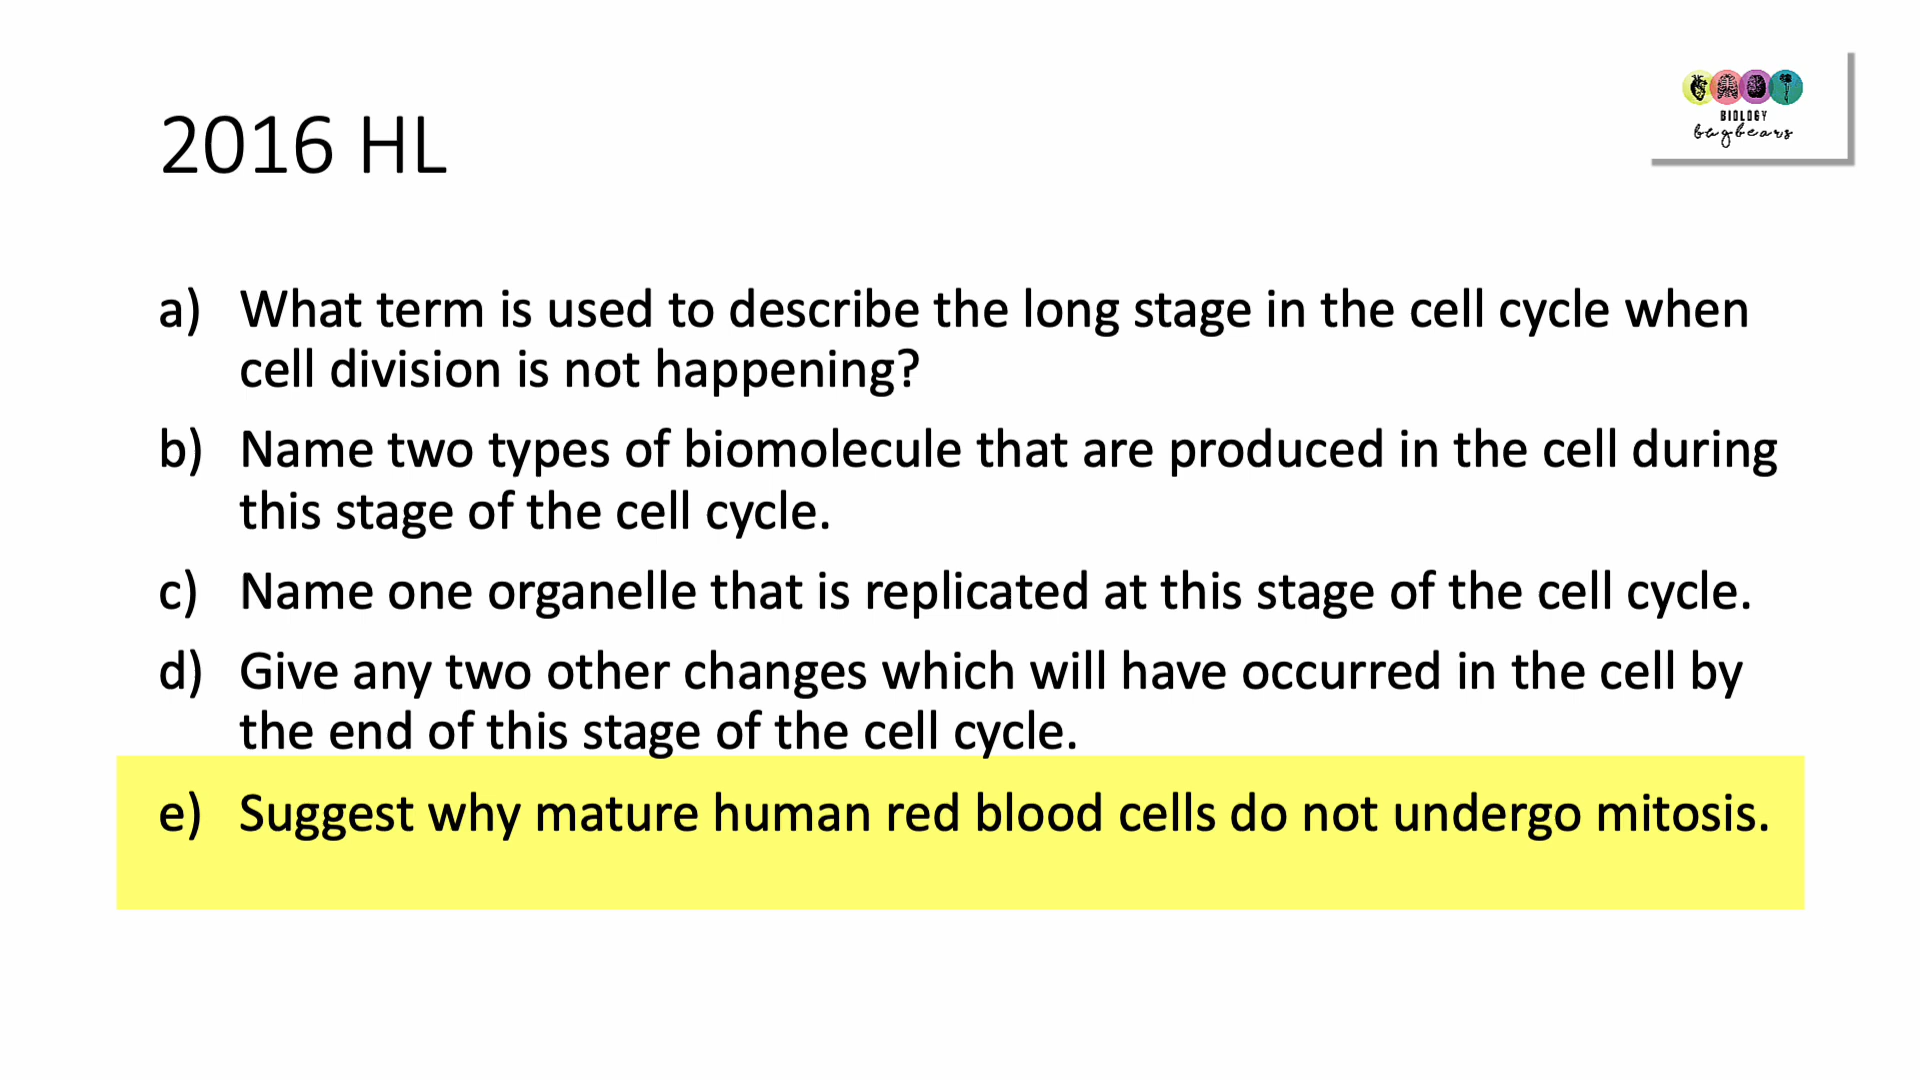 BIOLOGY
bugbears
2016 HL
a) What term is used to describe the long stage in the cell cycle when
cell division is not happening?
b) Name two types of biomolecule that are produced in the cell during
this stage of the cell cycle.
c) Name one organelle that is replicated at this stage of the cell cycle.
d) Give any two other changes which will have occurred in the cell by
the end of this stage of the cell cycle.
e) Suggest why mature human red blood cells do not undergo mitosis.